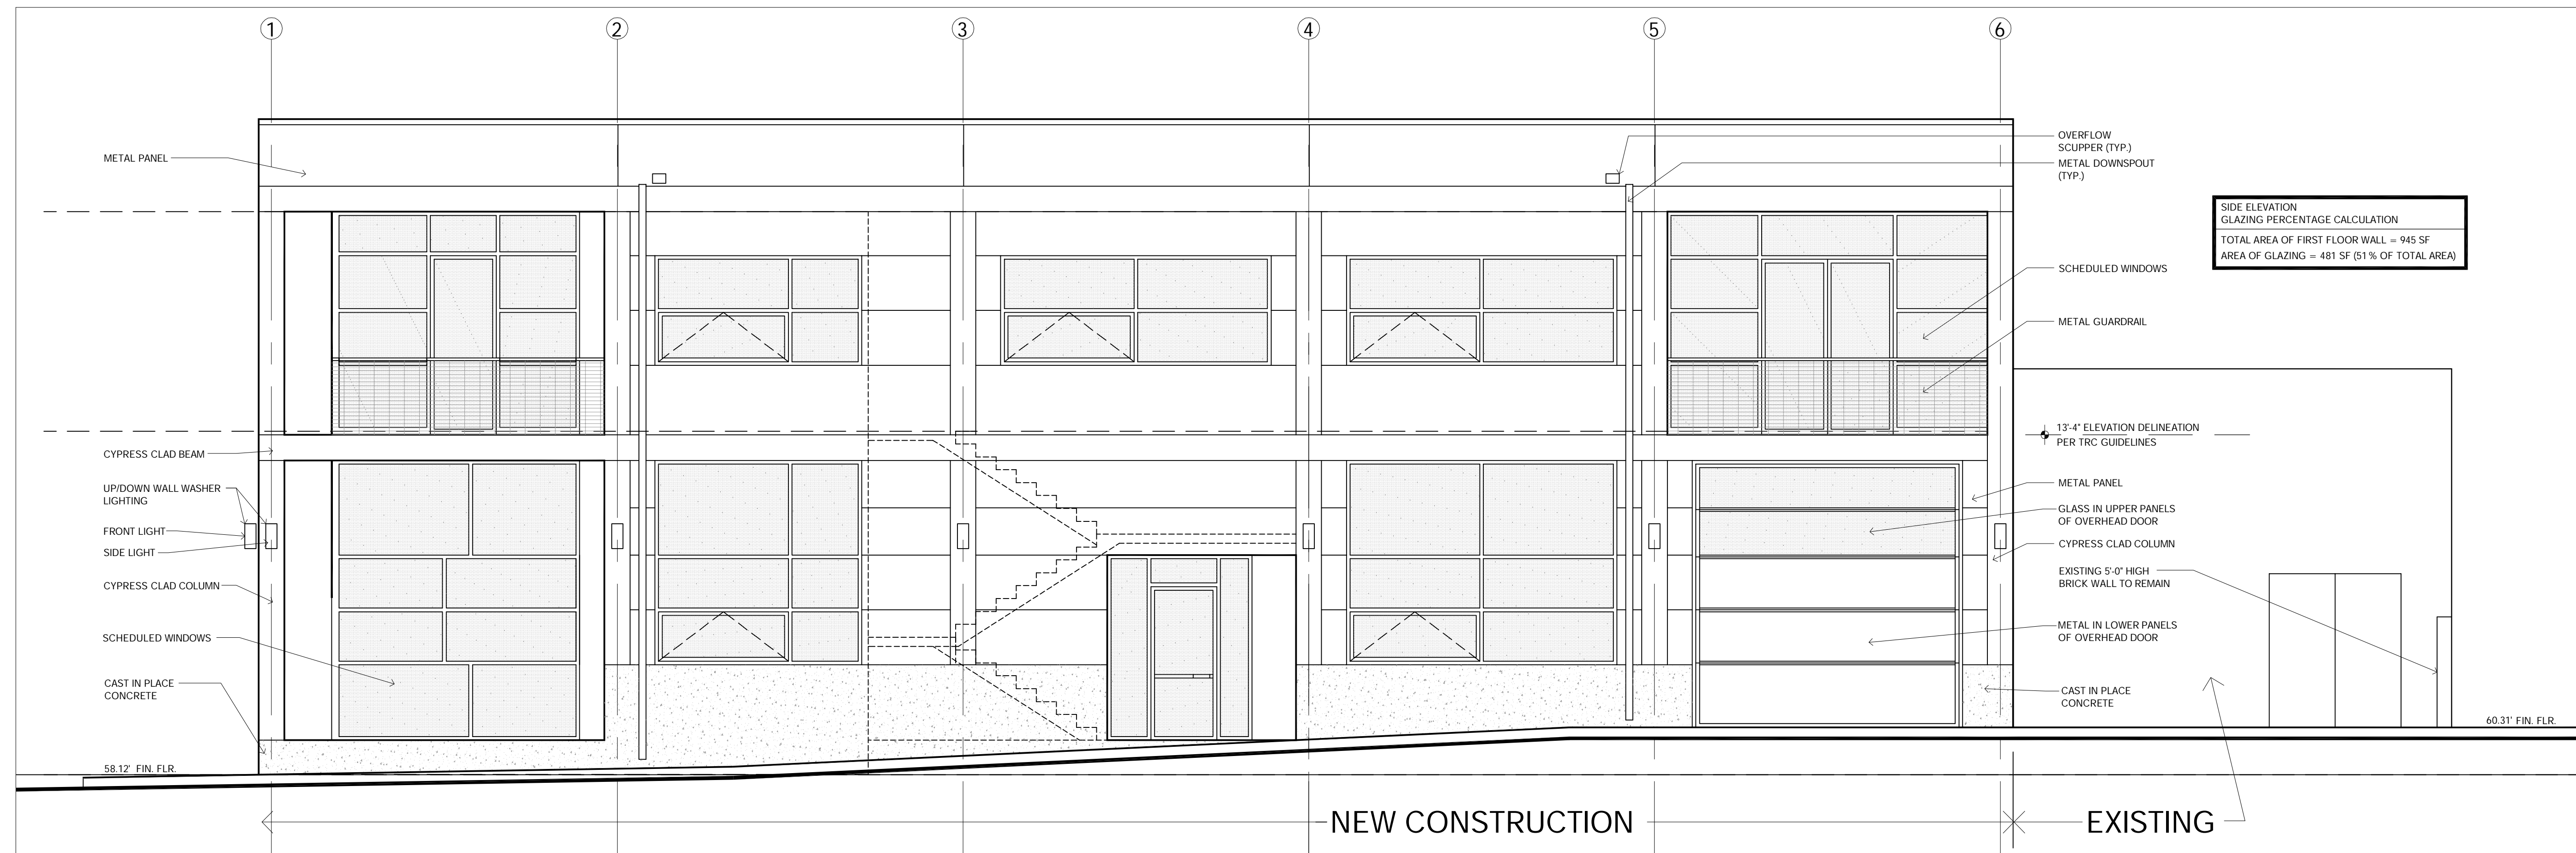 1
2
3
4
5
6
METAL PANEL
CYPRESS CLAD BEAM
UP/DOWN WALL WASHER
LIGHTING
FRONT LIGHT
SIDE LIGHT
CYPRESS CLAD COLUMN
SCHEDULED WINDOWS
CAST IN PLACE
CONCRETE
58.12' FIN. FLR.
OVERFLOW
SCUPPER (TYP.)
METAL DOWNSPOUT
(TYP.)
SCHEDULED WINDOWS
METAL GUARDRAIL
13'-4" ELEVATION DELINEATION
PER TRC GUIDELINES
METAL PANEL
GLASS IN UPPER PANELS
OF OVERHEAD DOOR
CYPRESS CLAD COLUMN
EXISTING 5'-0" HIGH
BRICK WALL TO REMAIN
METAL IN LOWER PANELS
OF OVERHEAD DOOR
CAST IN PLACE
CONCRETE
SIDE ELEVATION
GLAZING PERCENTAGE CALCULATION
TOTAL AREA OF FIRST FLOOR WALL = 945 SF
AREA OF GLAZING = 481 SF (51% OF TOTAL AREA)
60.31' FIN. FLR.
NEW CONSTRUCTION
EXISTING